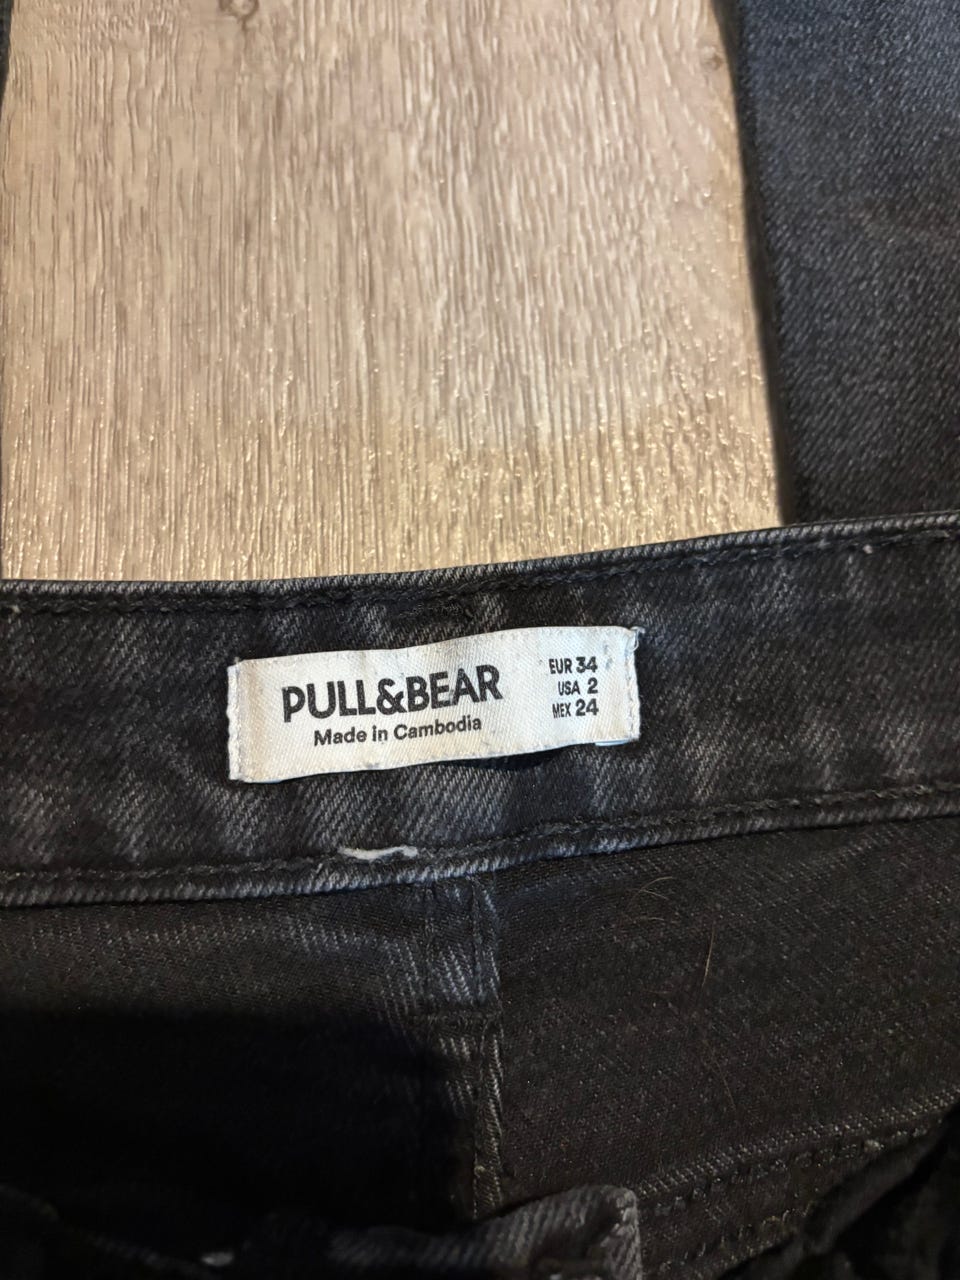 PULL&BEAR
Made in Cambodia
EUR 34
USA 2
MEX 24